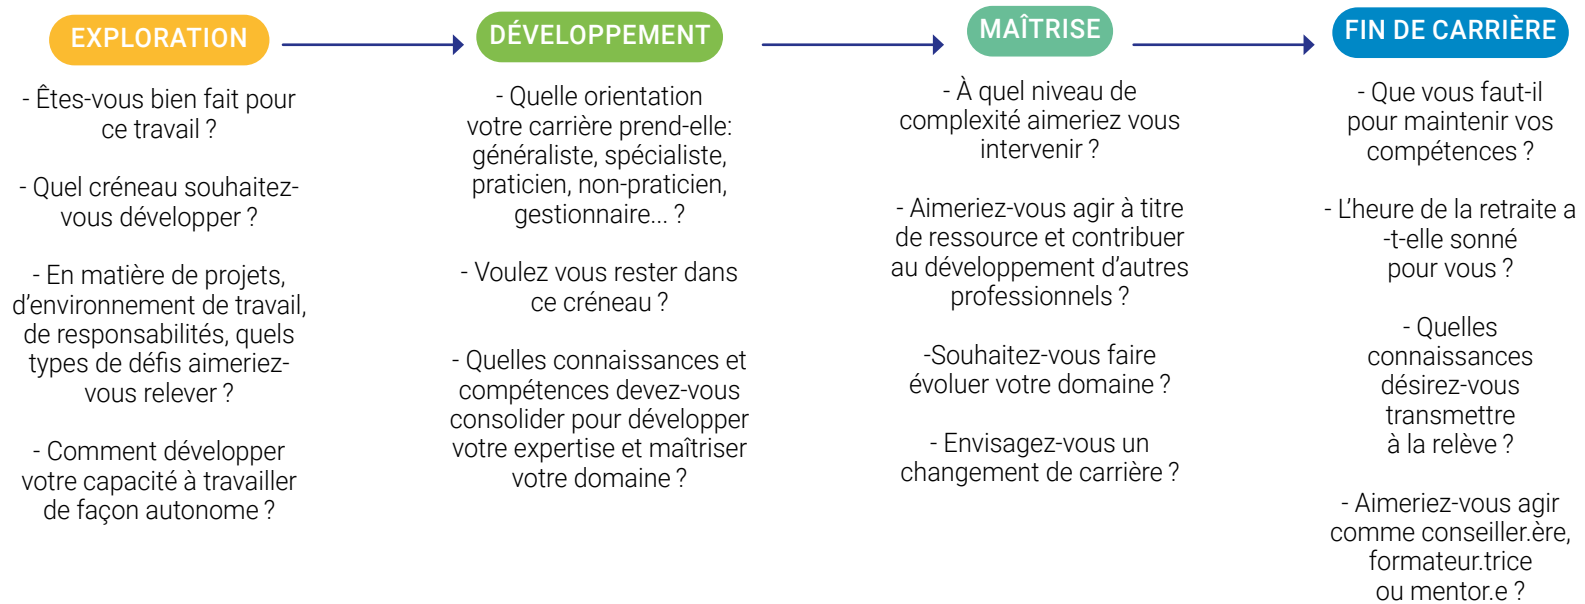 EXPLORATION
- Êtes-vous bien fait pour
ce travail ?
- Quel créneau souhaitez-
vous développer ?
- En matière de projets,
d'environnement de travail,
de responsabilités, quels
types de défis aimeriez-
vous relever ?
- Comment développer
votre capacité à travailler
de façon autonome ?
DÉVELOPPEMENT
- Quelle orientation
votre carrière prend-elle:
généraliste, spécialiste,
praticien, non-praticien,
gestionnaire... ?
- Voulez vous rester dans
ce créneau ?
- Quelles connaissances et
compétences devez-vous
consolider pour développer
votre expertise et maîtriser
votre domaine ?
MAÎTRISE
- À quel niveau de
complexité aimeriez vous
intervenir ?
- Aimeriez-vous agir à titre
de ressource et contribuer
au développement d'autres
professionnels ?
-Souhaitez-vous faire
évoluer votre domaine ?
- Envisagez-vous un
changement de carrière ?
FIN DE CARRIÈRE
- Que vous faut-il
pour maintenir vos
compétences ?
- L'heure de la retraite a
-t-elle sonné
pour vous ?
- Quelles
connaissances
désirez-vous
transmettre
à la relève ?
- Aimeriez-vous agir
comme conseiller.ère,
formateur.trice
ou mentor.e ?